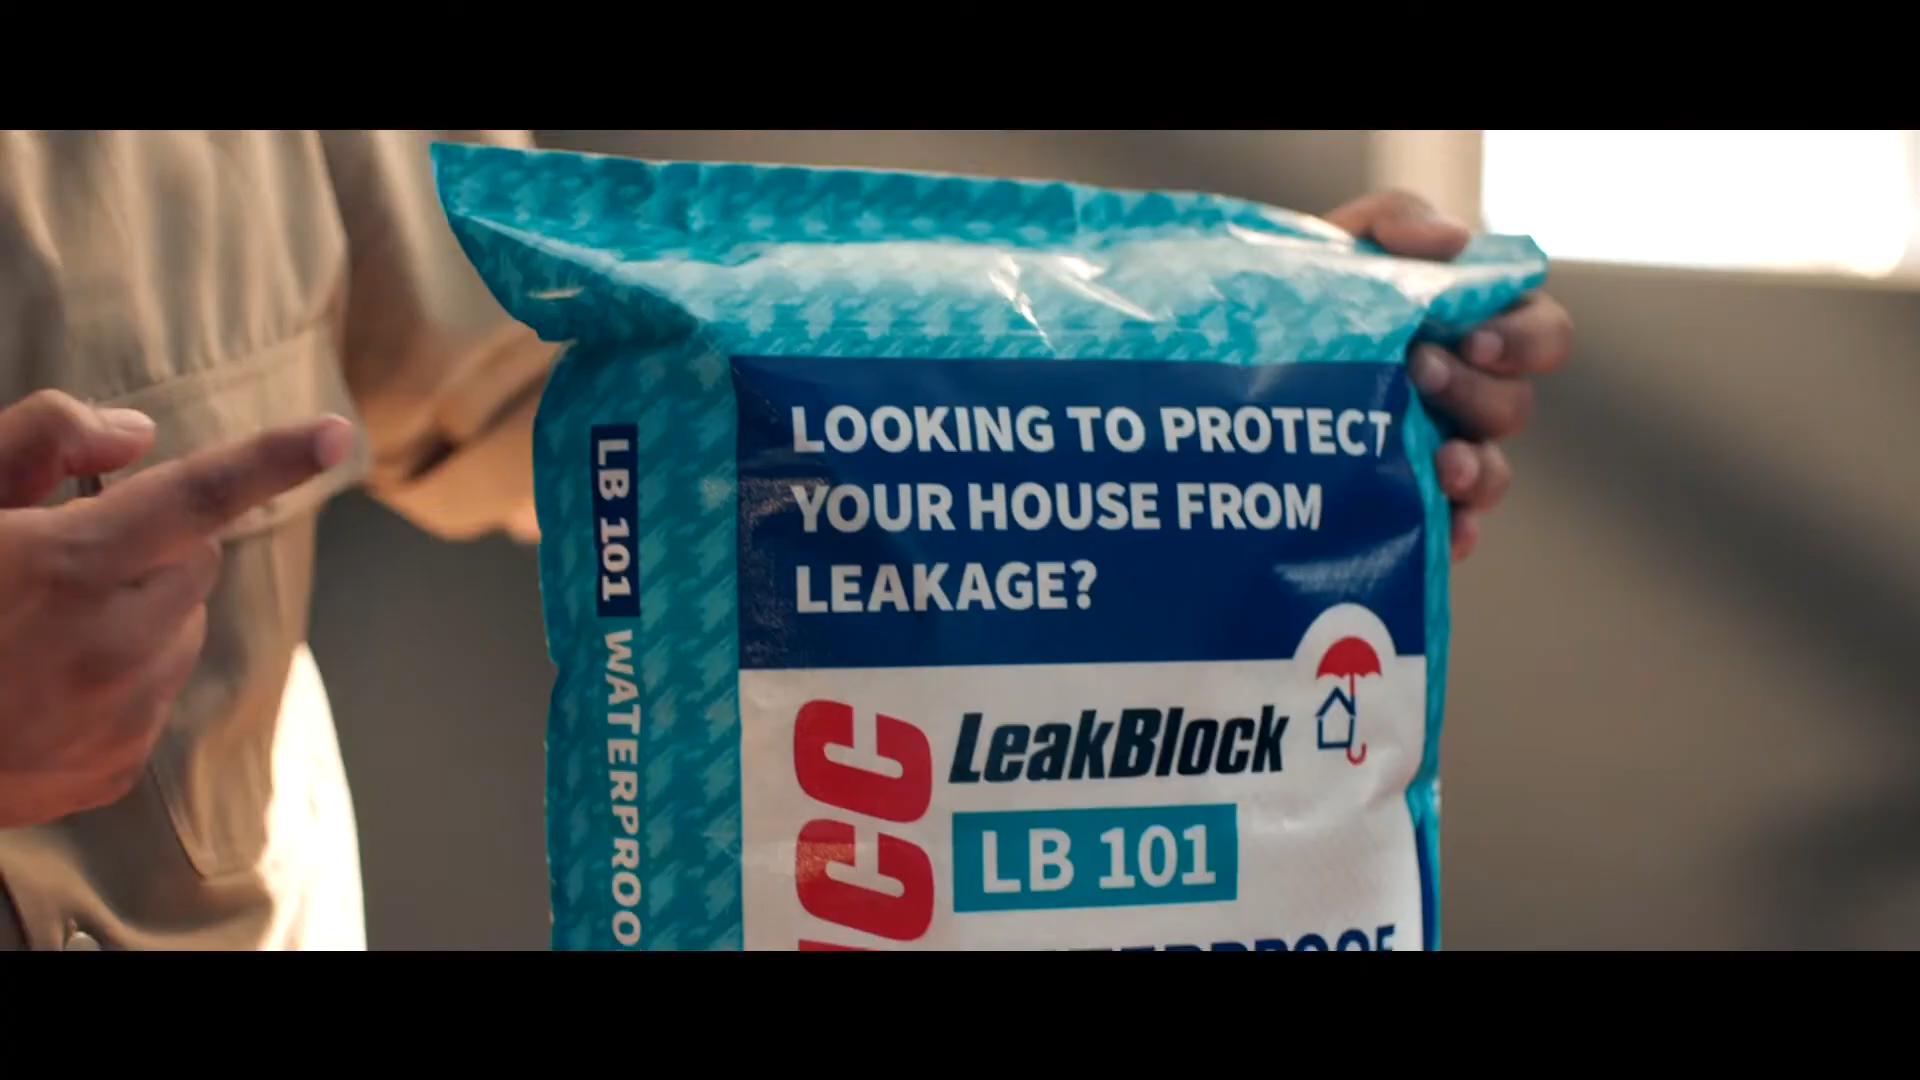 LOOKING TO PROTECT
YOUR HOUSE FROM
LEAKAGE?
LeakBlock
LB 101
LB 101 WATERPROO